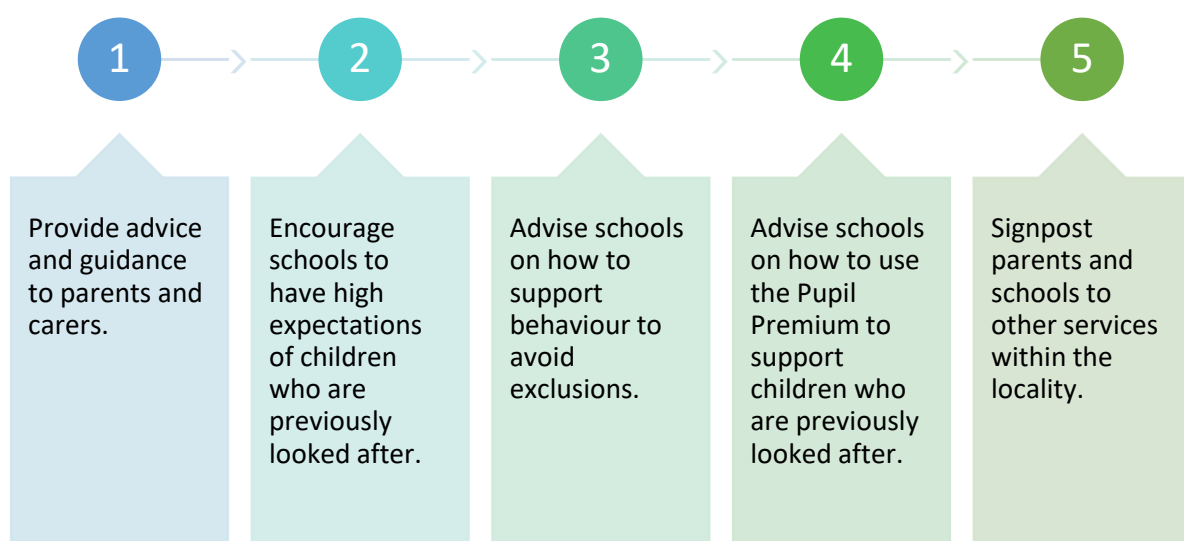 1
2
3
4
5
Provide advice
and guidance
to parents and
carers.
Encourage
schools to
have high
expectations
of children
who are
previously
looked after.
Advise schools
on how to
support
behaviour to
avoid
exclusions.
Advise schools
on how to use
the Pupil
Premium to
support
children who
are previously
looked after.
Signpost
parents and
schools to
other services
within the
locality.